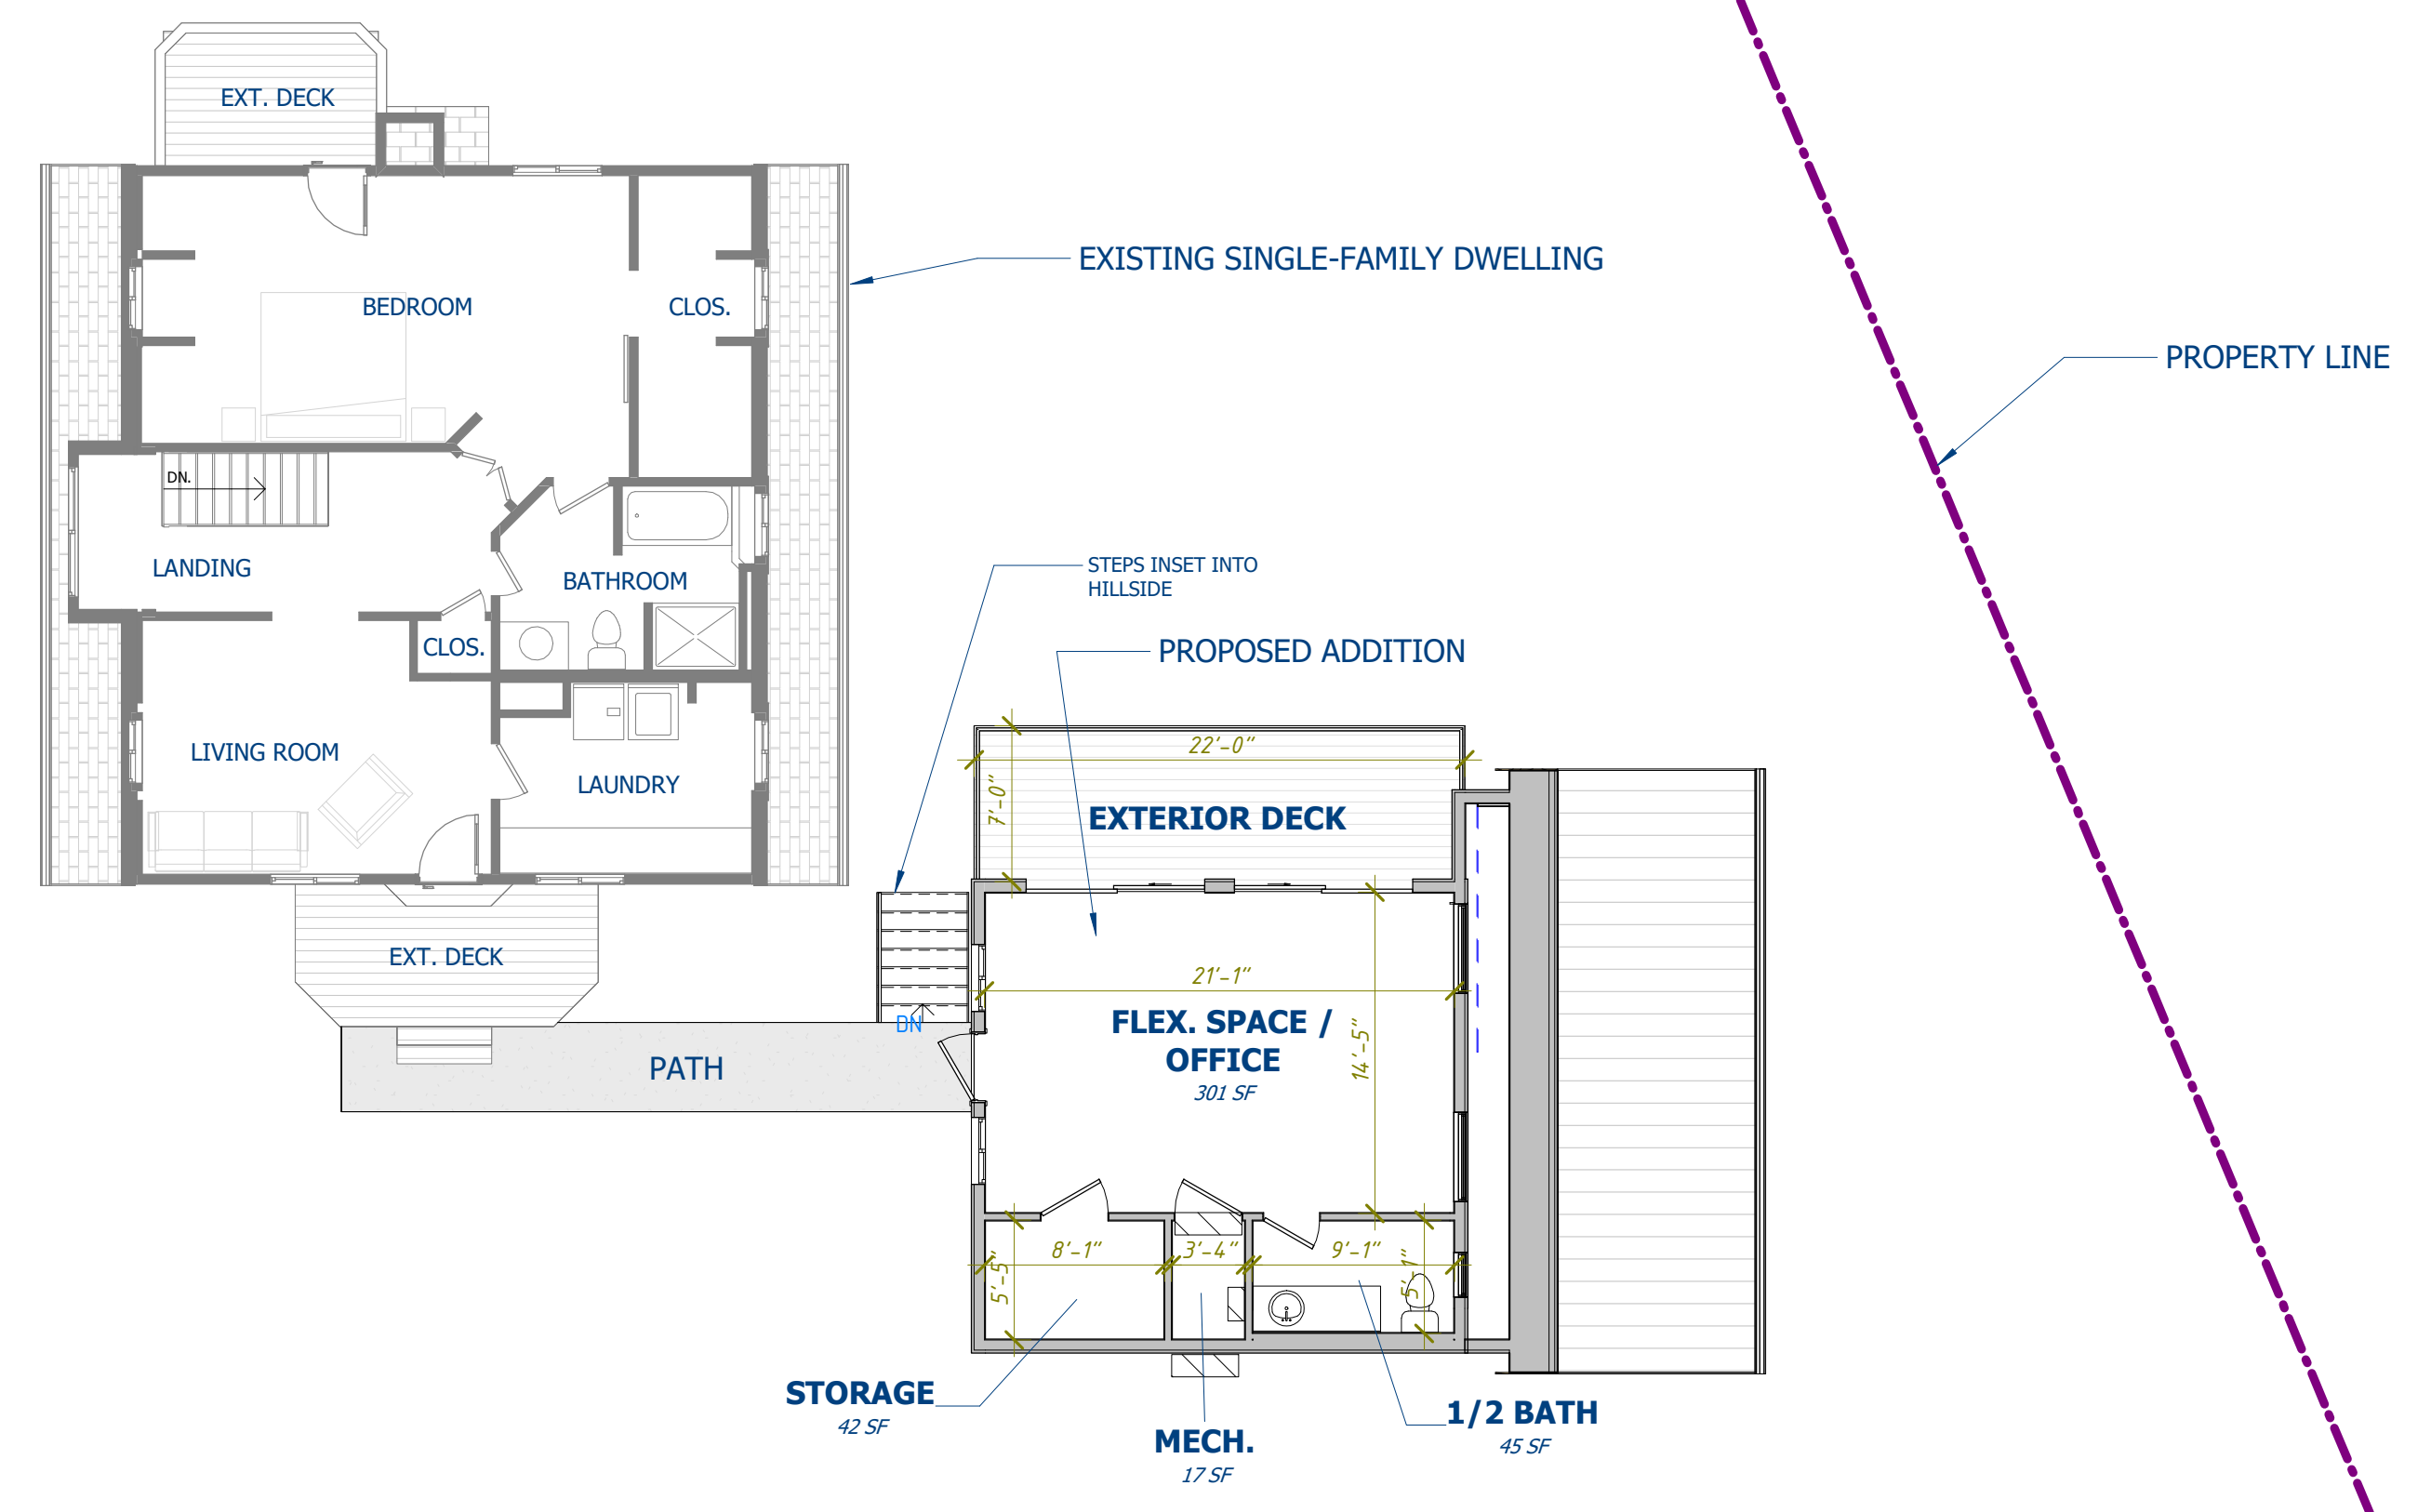 EXT. DECK
EXISTING SINGLE-FAMILY DWELLING
BEDROOM
CLOS.
PROPERTY LINE
DN.
LANDING
BATHROOM
STEPS INSET INTO
HILLSIDE
CLOS.
PROPOSED ADDITION
LIVING ROOM
LAUNDRY
22'-0"
7'-0"
EXTERIOR DECK
EXT. DECK
21'-1"
DN
FLEX. SPACE /
OFFICE
301 SF
14'-5"
PATH
8'-1"
3'-4"
9'-1"
5'-5"
5'-1"
STORAGE
42 SF
MECH.
17 SF
1/2 BATH
45 SF